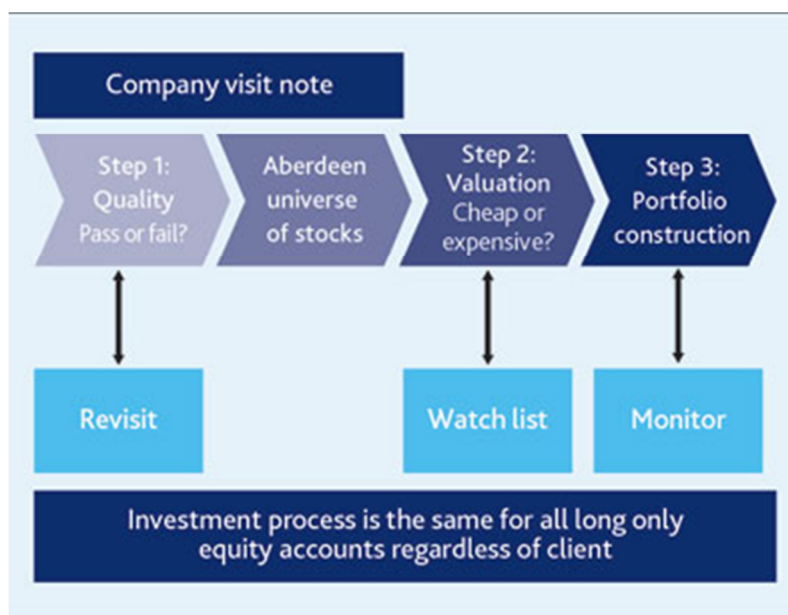 Company visit note
Step 1:
Quality
Pass or fail?
Aberdeen
universe
of stocks
Step 2:
Valuation
Cheap or
expensive?
Step 3:
Portfolio
construction
Revisit
Watch list
Monitor
Investment process is the same for all long only
equity accounts regardless of client